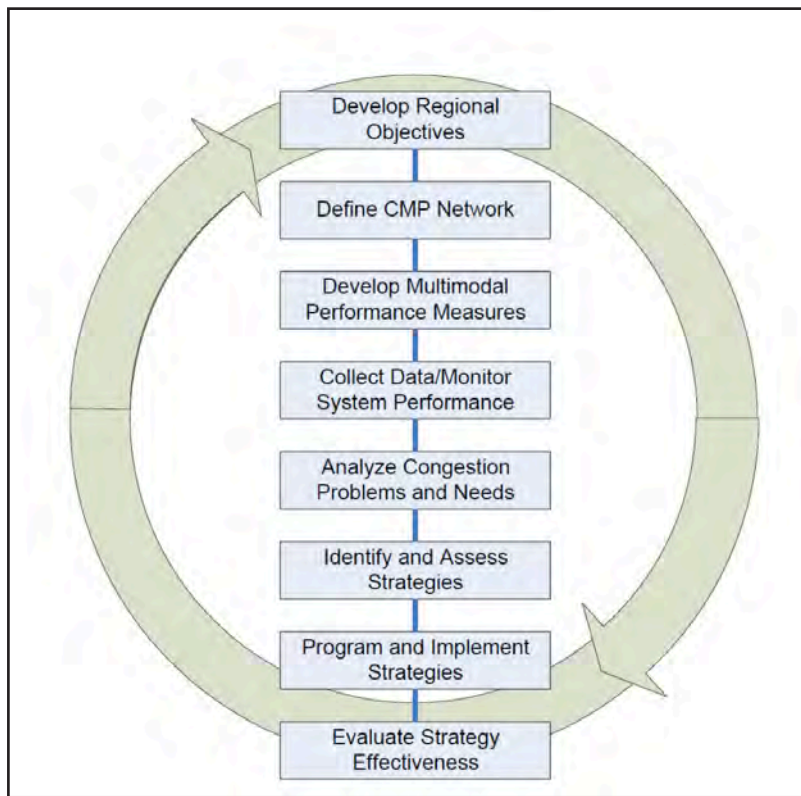 Develop Regional
Objectives
Define CMP Network
Develop Multimodal
Performance Measures
Collect Data/Monitor
System Performance
Analyze Congestion
Problems and Needs
Identify and Assess
Strategies
Program and Implement
Strategies
Evaluate Strategy
Effectiveness